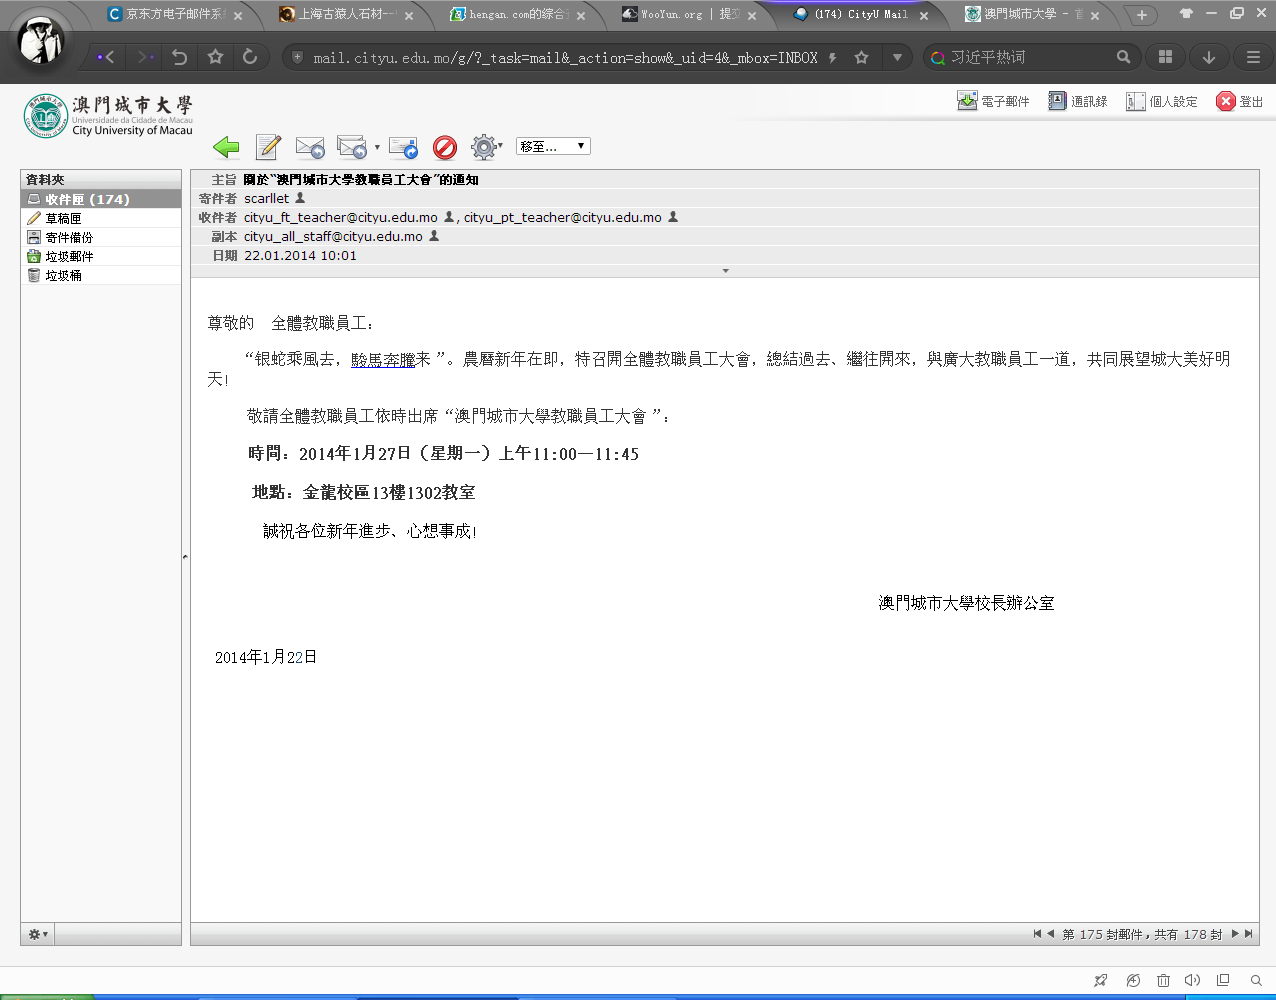 京东方电子邮件系
上海古猿人石材一
hengan.com的综合
WooYun.org | 提交
(174) CityU Mail
澳門城市大學 -
mail.cityu.edu.mo/g/?_task=mail&_action=show&_uid=4&_mbox=INBOX
习近平热词
澳門城市大學
Universidade da Cidade de Macau
City University of Macau
電子郵件
通訊錄
個人設定
登出
移至...
資料夾
收件匣 (174)
草稿匣
寄件備份
垃圾郵件
垃圾桶
主旨 關於“澳門城市大學教職員工大會”的通知
寄件者 scarllet
收件者 cityu_ft_teacher@cityu.edu.mo , cityu_pt_teacher@cityu.edu.mo
副本 cityu_all_staff@cityu.edu.mo
日期 22.01.2014 10:01
尊敬的 全體教職員工：
“银蛇乘風去，駿馬奔騰来 ”。農曆新年在即，特召開全體教職員工大會，總結過去、繼往開來，與廣大教職員工一道，共同展望城大美好明
天！
敬請全體教職員工依時出席“澳門城市大學教職員工大會 ”：
時間：2014年1月27日（星期一）上午11:00—11:45
地點：金龍校區13樓1302教室
誠祝各位新年進步、心想事成！
澳門城市大學校長辦公室
2014年1月22日
第 175 封郵件，共有 178 封